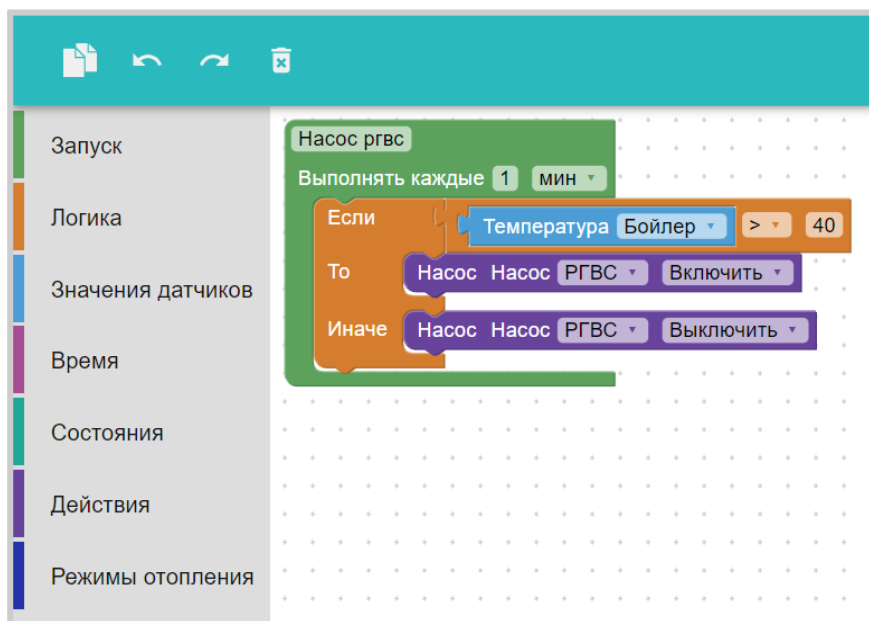 Запуск
Логика
Значения датчиков
Время
Состояния
Действия
Режимы отопления
Насос ргвс
Выполнять каждые 1 мин
Если Температура Бойлер > 40
То Насос Насос РГВС Включить
Иначе Насос Насос РГВС Выключить